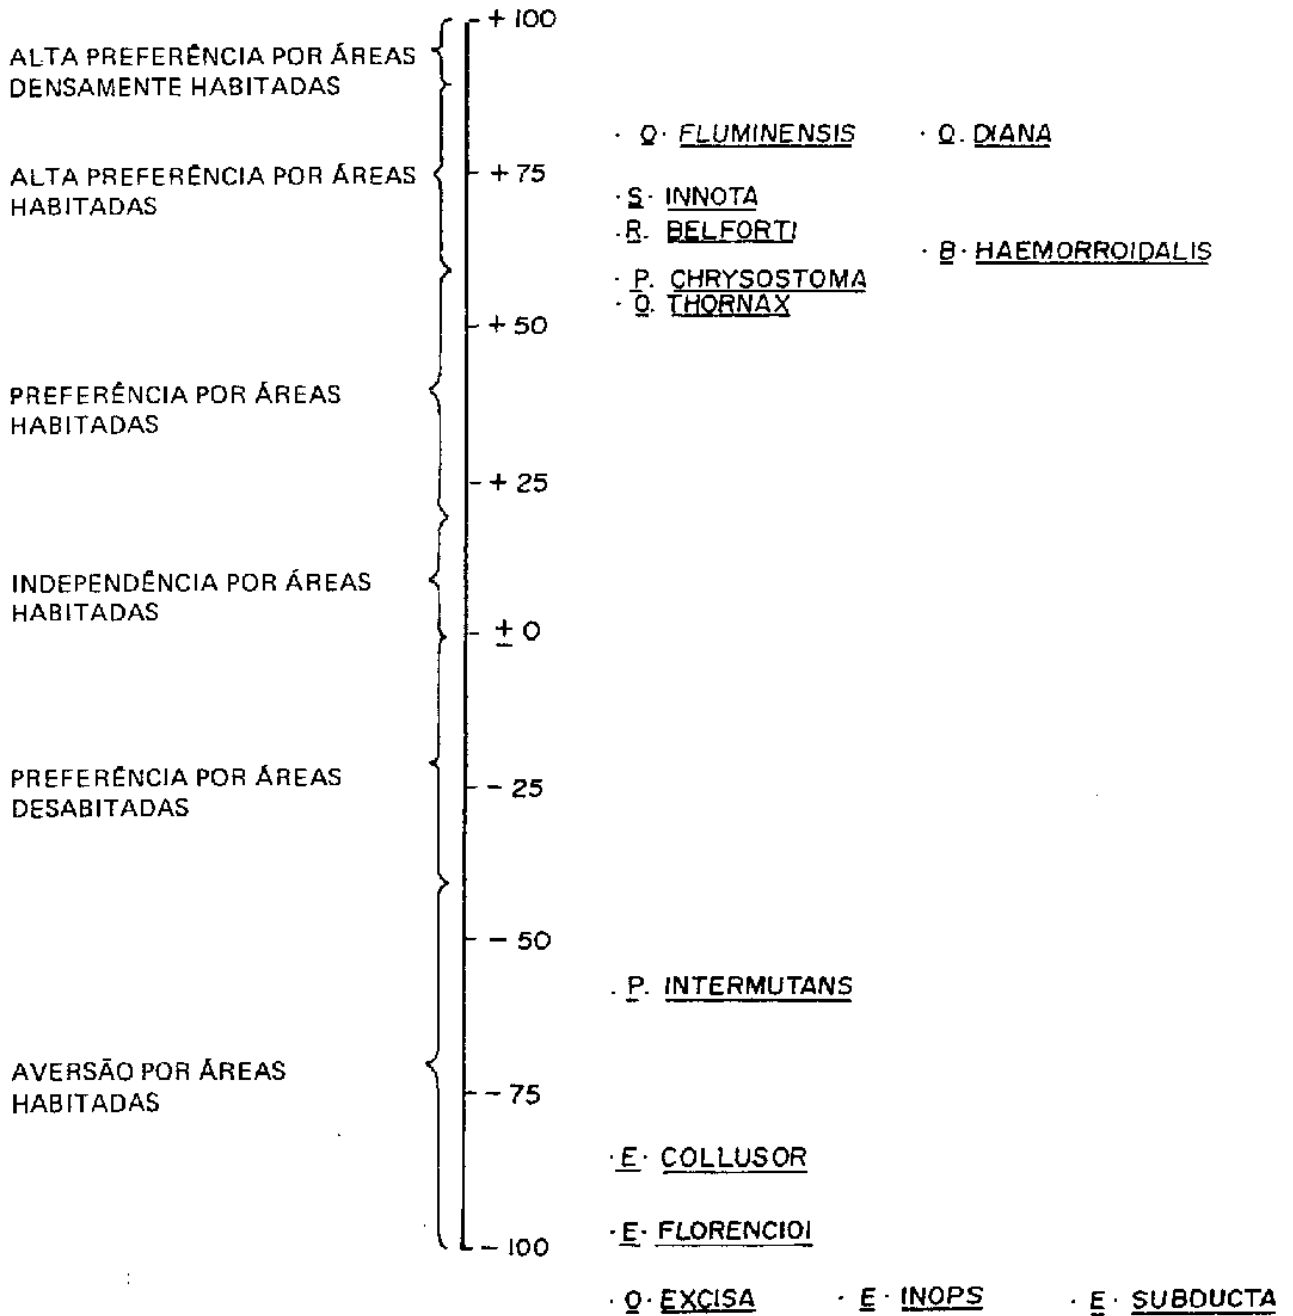 + 100
ALTA PREFERÊNCIA POR ÁREAS
DENSAMENTE HABITADAS
· O. FLUMINENSIS · O. DIANA
ALTA PREFERÊNCIA POR ÁREAS
HABITADAS
+ 75
· S. INNOTA
· R. BELFORTI
· B. HAEMORROIDALIS
· P. CHRYSOSTOMA
· O. THORNAX
+ 50
PREFERÊNCIA POR ÁREAS
HABITADAS
+ 25
INDEPENDÊNCIA POR ÁREAS
HABITADAS
± 0
PREFERÊNCIA POR ÁREAS
DESABITADAS
- 25
- 50
· P. INTERMUTANS
AVERSÃO POR ÁREAS
HABITADAS
- 75
· E. COLLUSOR
· E. FLORENCIOI
- 100
· O. EXCISA · E. INOPS · E. SUBDUCTA